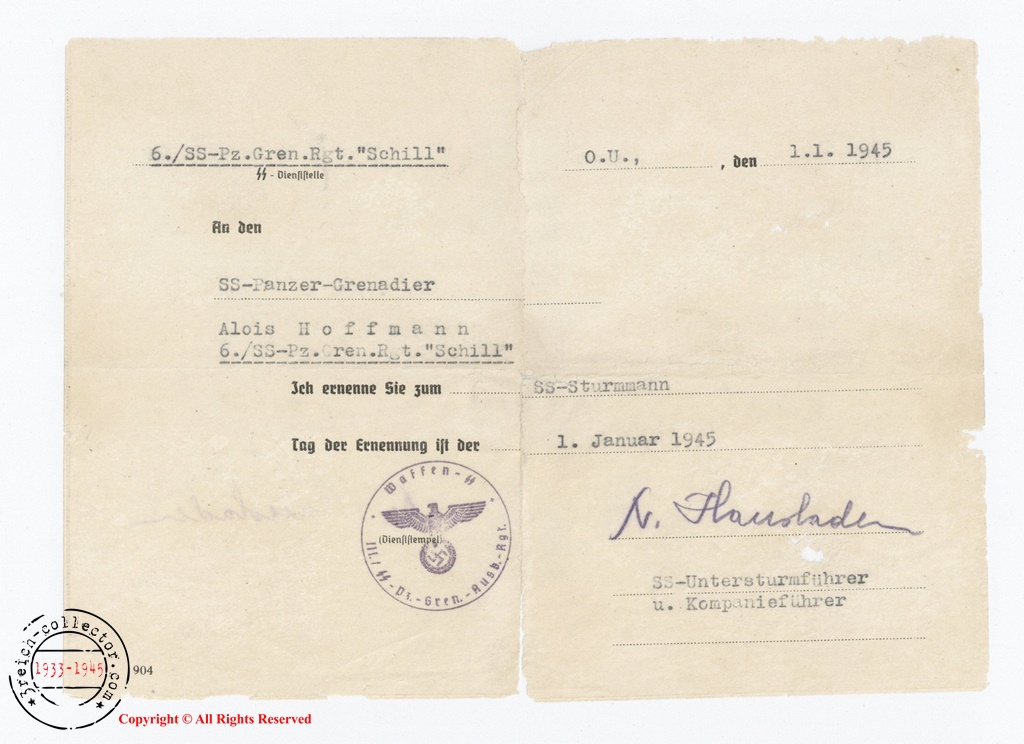 6./SS-Pz.Gren.Rgt."Schill"
O.U., , den 1.1. 1945
SS - Dienststelle
An den
SS-Panzer-Grenadier
Alois H o f f m a n n
6./SS-Pz.Gren.Rgt."Schill"
Ich ernenne Sie zum SS-Sturmmann
Tag der Ernennung ist der 1. Januar 1945
Waffen-SS
(Dienststempel)
III./SS-Pz.-Gren.-Ausb.-Rgt.
SS-Untersturmführer
u. Kompanieführer
3reich-collector.com
1933-1945
904
Copyright © All Rights Reserved